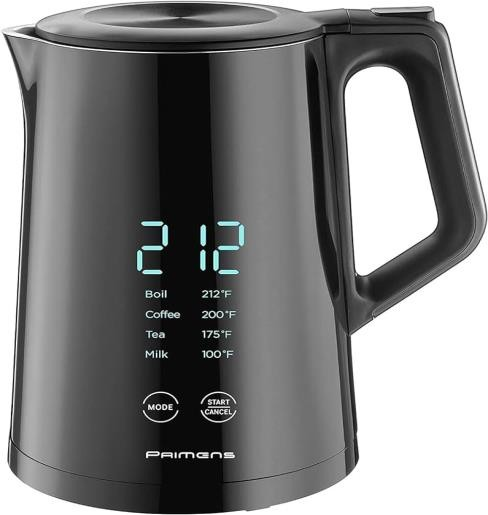 212
Boil 212°F
Coffee 200°F
Tea 175°F
Milk 100°F
MODE
START
CANCEL
PRIMENS